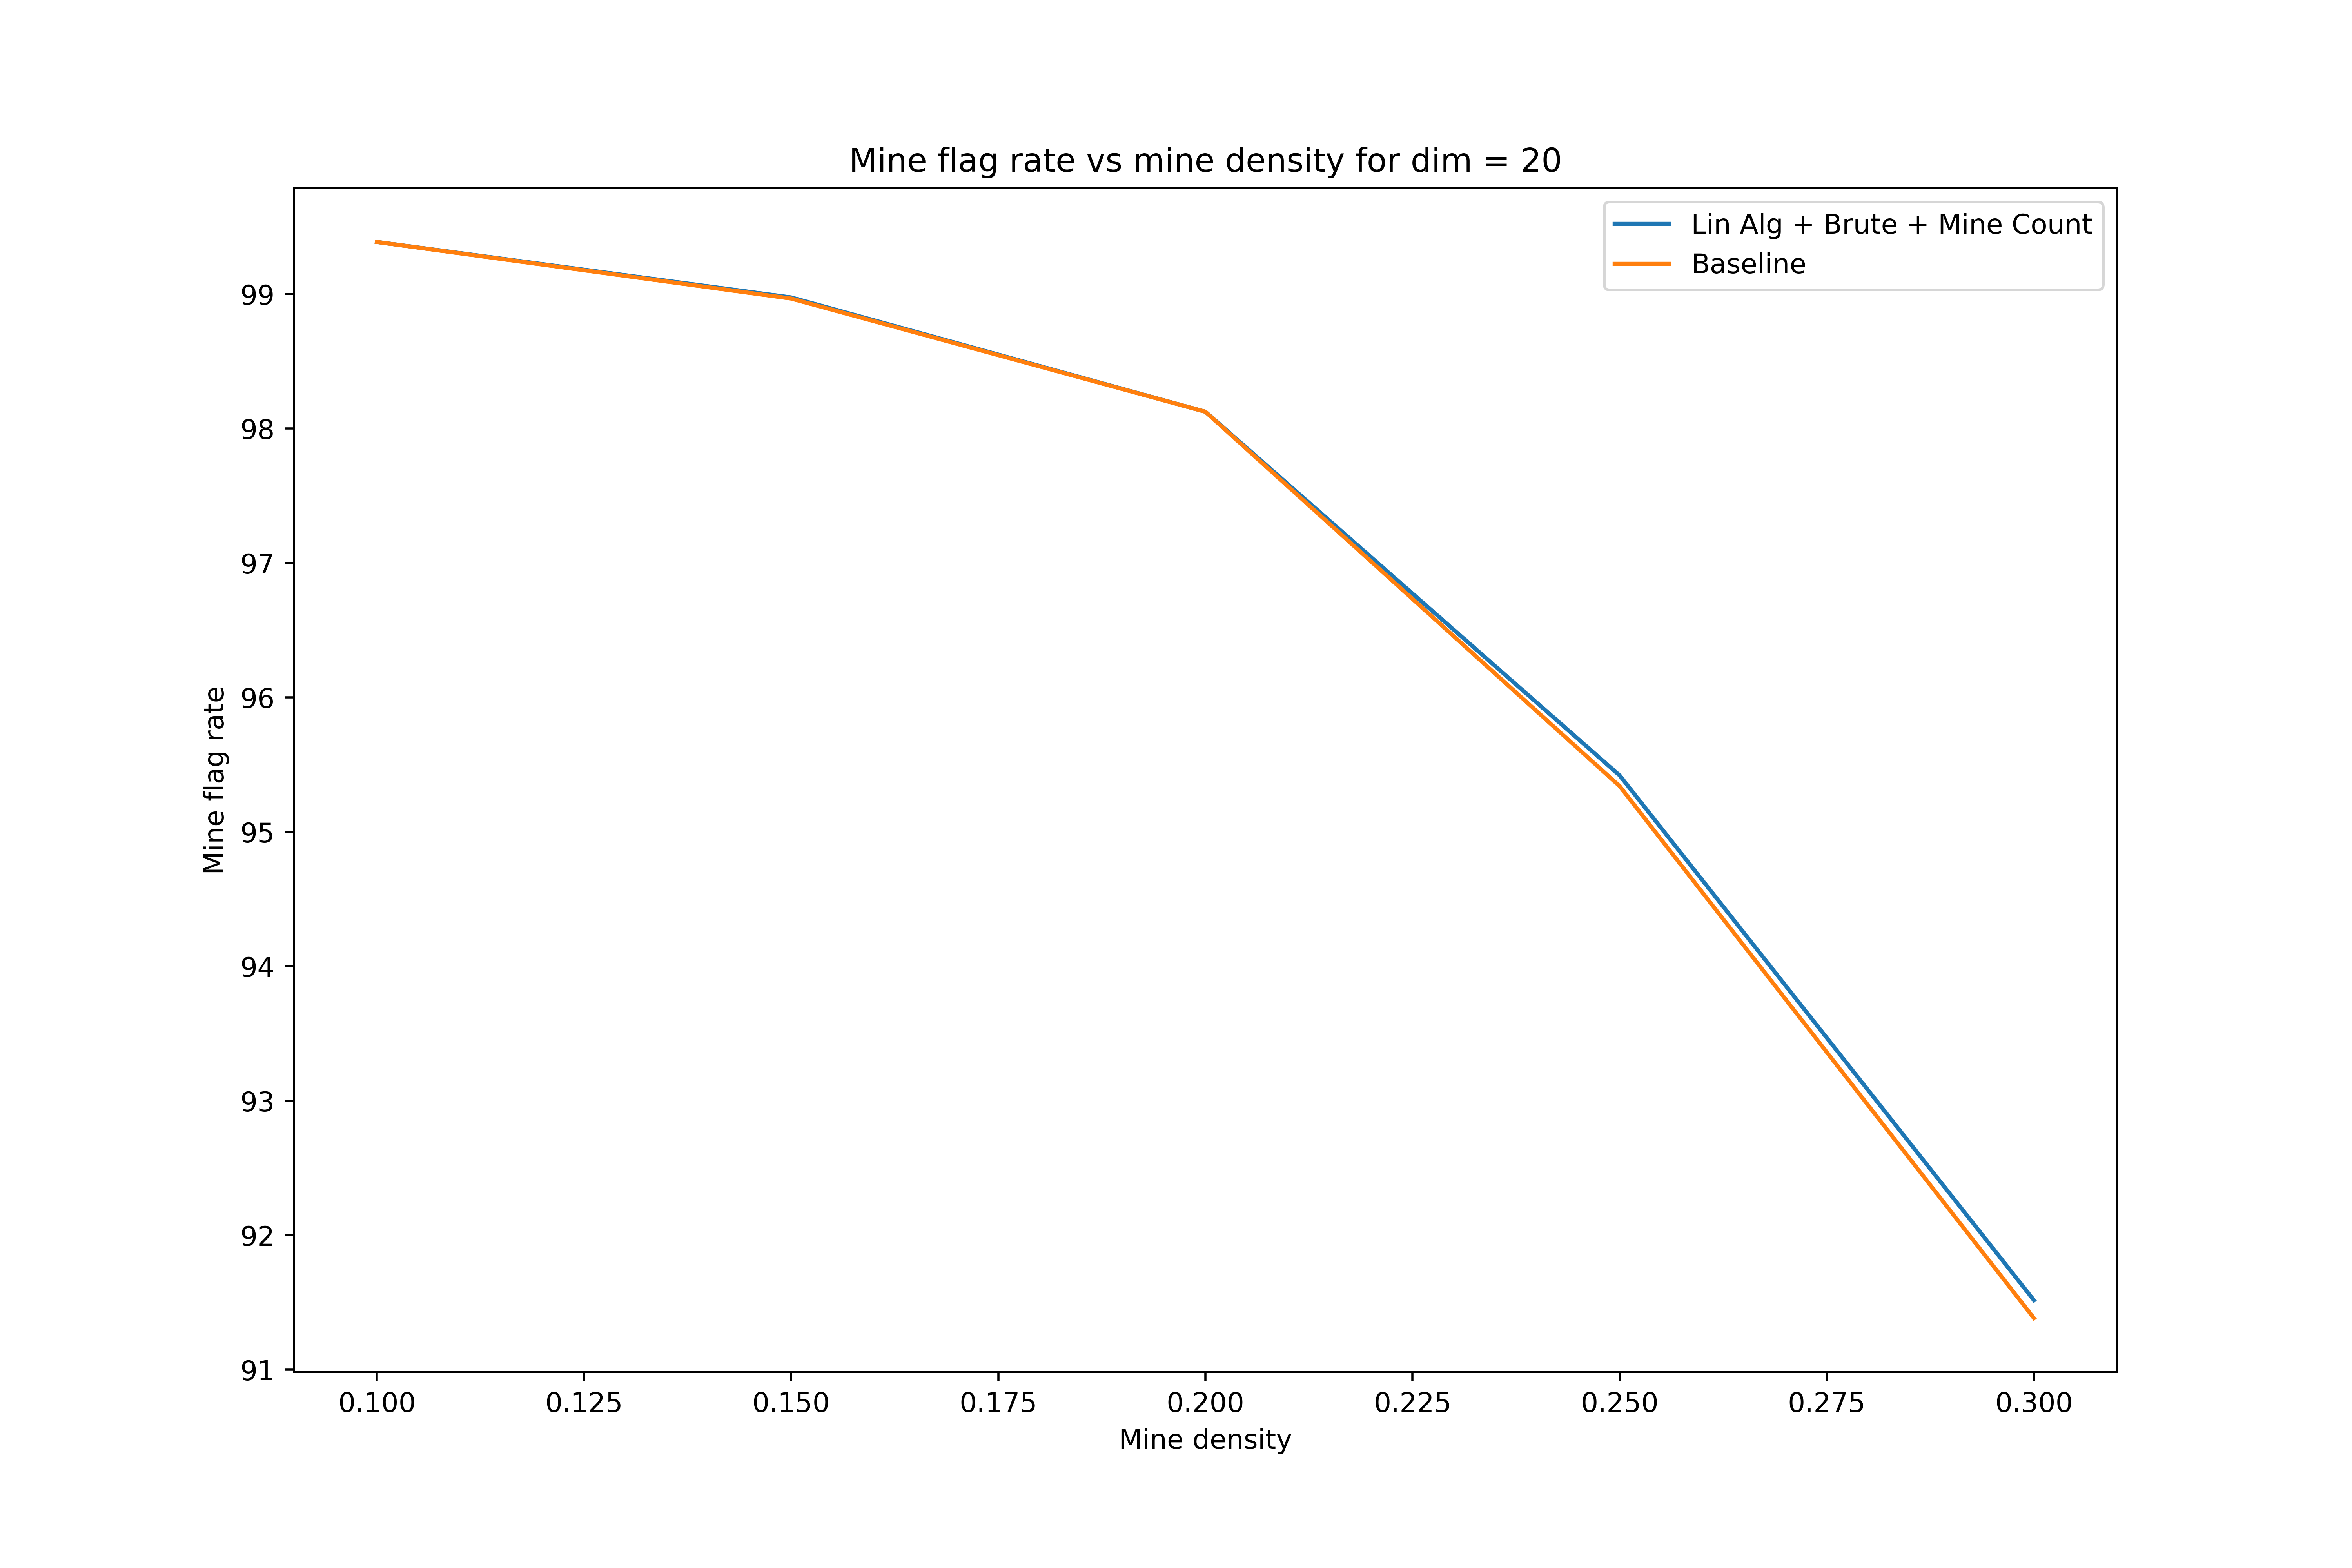 Mine flag rate vs mine density for dim = 20
Lin Alg + Brute + Mine Count
Baseline
Mine flag rate
99
98
97
96
95
94
93
92
91
0.100 0.125 0.150 0.175 0.200 0.225 0.250 0.275 0.300
Mine density